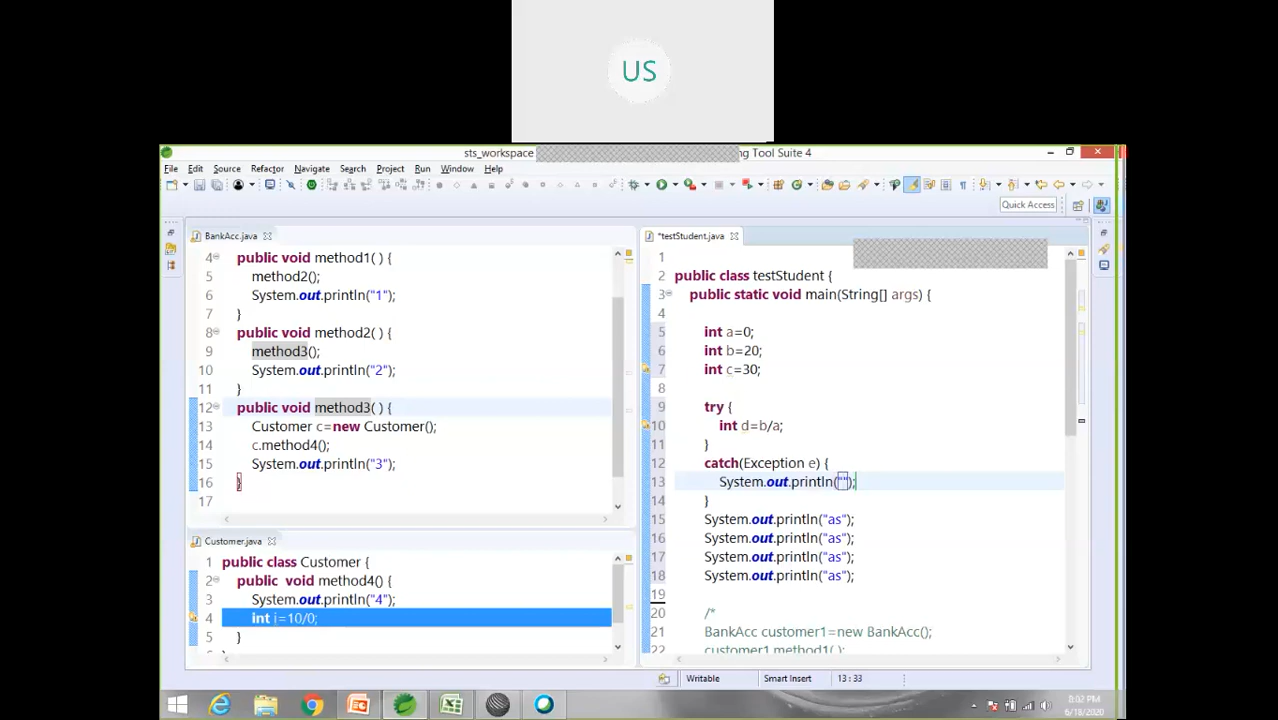 US
sts_workspace ng Tool Suite 4
File Edit Source Refactor Navigate Search Project Run Window Help
Quick Access
BankAcc.java
4 public void method1( ) {
5 method2();
6 System.out.println("1");
7 }
8 public void method2( ) {
9 method3();
10 System.out.println("2");
11 }
12 public void method3( ) {
13 Customer c=new Customer();
14 c.method4();
15 System.out.println("3");
16 }
17
Customer.java
1 public class Customer {
2 public void method4() {
3 System.out.println("4");
4 int i=10/0;
5 }
*testStudent.java
1
2 public class testStudent {
3 public static void main(String[] args) {
4
5 int a=0;
6 int b=20;
7 int c=30;
8
9 try {
10 int d=b/a;
11 }
12 catch(Exception e) {
13 System.out.println("");
14 }
15 System.out.println("as");
16 System.out.println("as");
17 System.out.println("as");
18 System.out.println("as");
19
20 /*
21 BankAcc customer1=new BankAcc();
22 customer1.method1( );
Writable Smart Insert 13 : 33
8:02 PM
6/18/2020